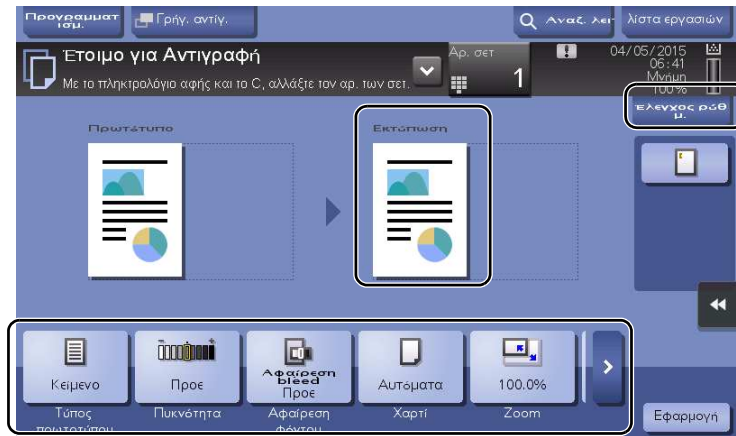 Προγραμματ
ισμ.
Γρήγ. αντίγ.
Αναζ. λει
λίστα εργασιών
Έτοιμο για Αντιγραφή
Με το πληκτρολόγιο αφής και το C, αλλάξτε τον αρ. των σετ.
Αρ. σετ
1
04/05/2015
06:41
Μνήμη
100%
Έλεγχος ρύθ
μ.
Πρωτότυπο
Εκτύπωση
Κείμενο
Προε
Αφαίρεση
bleed
Προε
Αυτόματα
100.0%
Τύπος
πρωτοτύπου
Πυκνότητα
Αφαίρεση
φόντου
Χαρτί
Zoom
Εφαρμογή